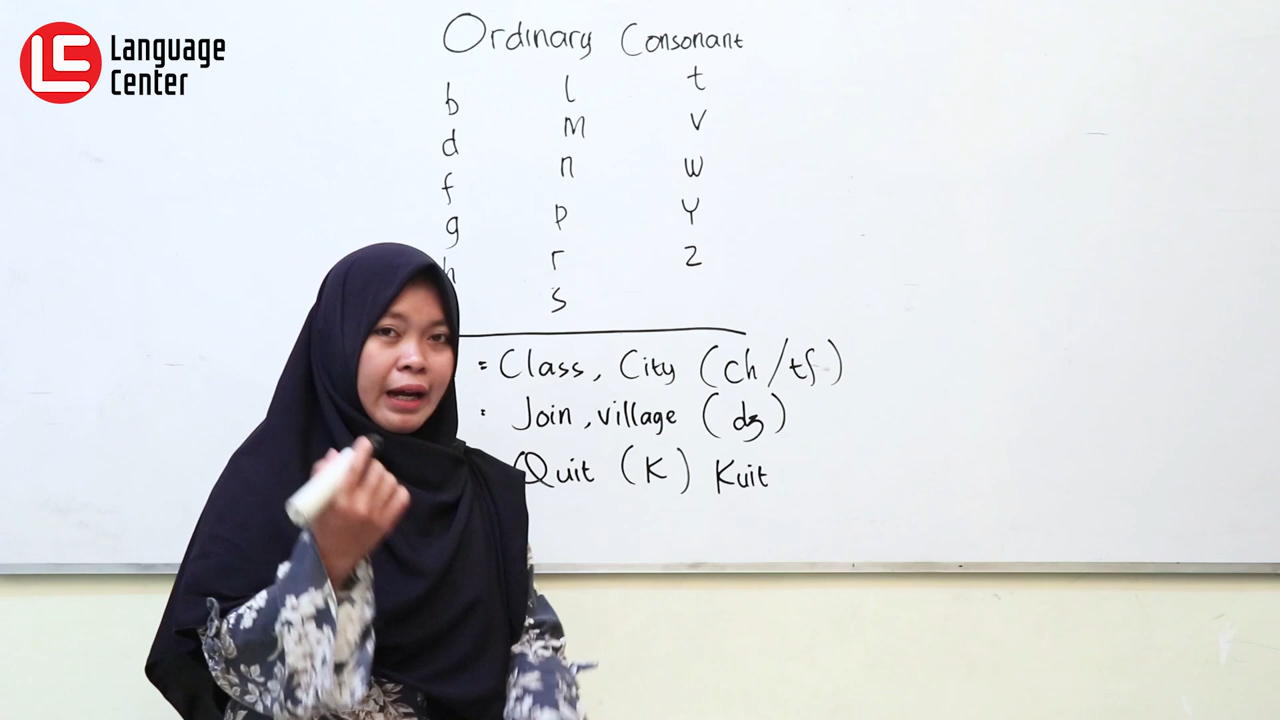 Language
Center
Ordinary Consonant
b l t
d M v
f n w
g p Y
h r z
s
= Class, City (ch/tʃ)
: Join, village (dʒ)
Quit (K) Kuit